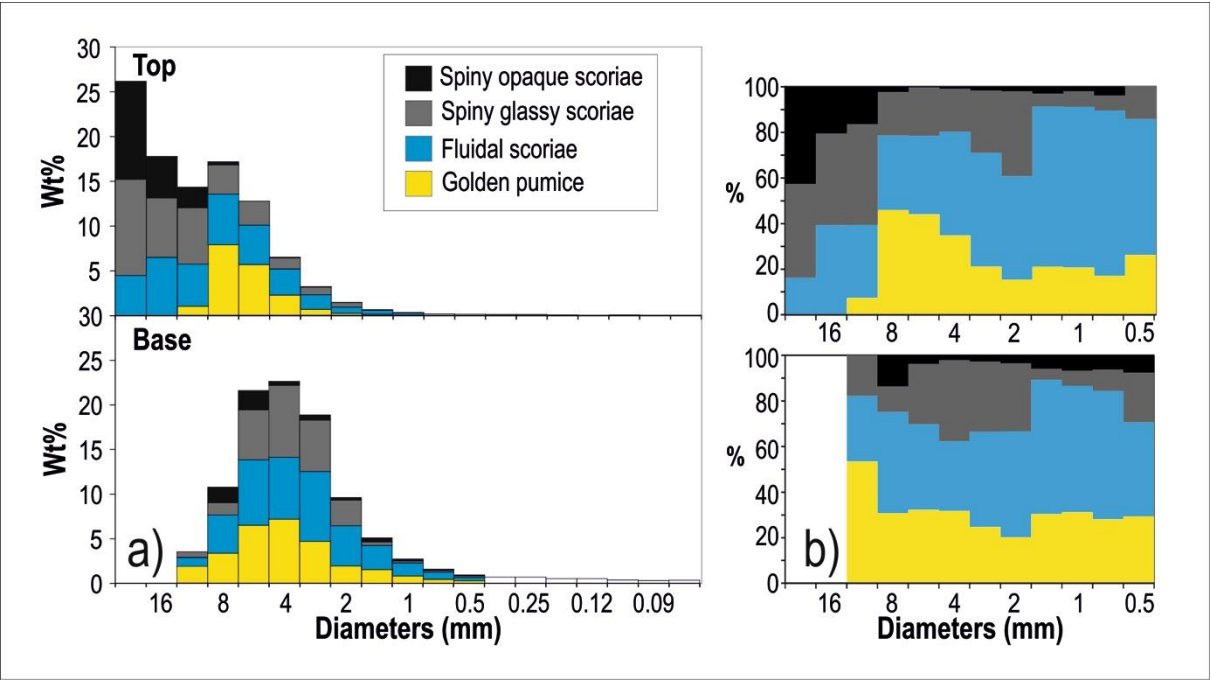 Top
Wt%
30
25
20
15
10
5
Spiny opaque scoriae
Spiny glassy scoriae
Fluidal scoriae
Golden pumice
Base
Wt%
30
25
20
15
10
5
0
a)
16 8 4 2 1 0.5 0.25 0.12 0.09
Diameters (mm)
%
100
80
60
40
20
0
16 8 4 2 1 0.5
%
100
80
60
40
20
0
b)
16 8 4 2 1 0.5
Diameters (mm)